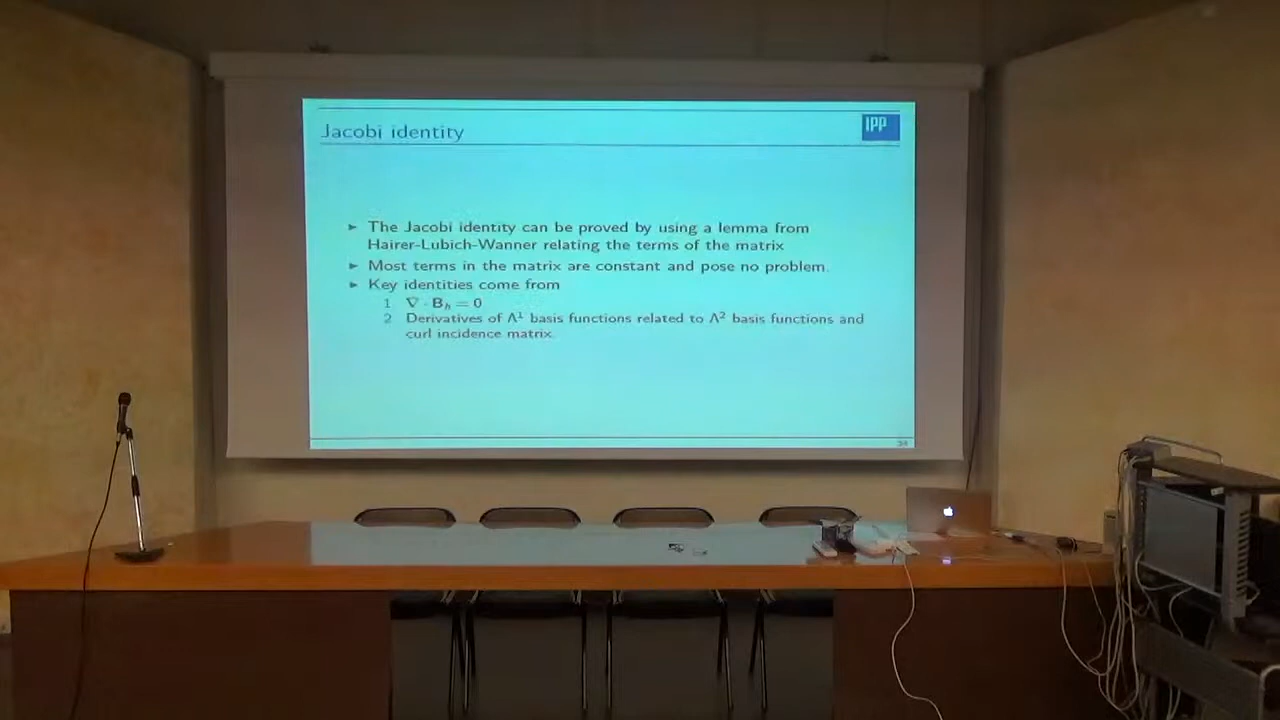 Jacobi identity
IPP
► The Jacobi identity can be proved by using a lemma from
Hairer-Lubich-Wanner relating the terms of the matrix
► Most terms in the matrix are constant and pose no problem.
► Key identities come from
1 ∇ · B_h = 0
2 Derivatives of Λ¹ basis functions related to Λ² basis functions and
curl incidence matrix.